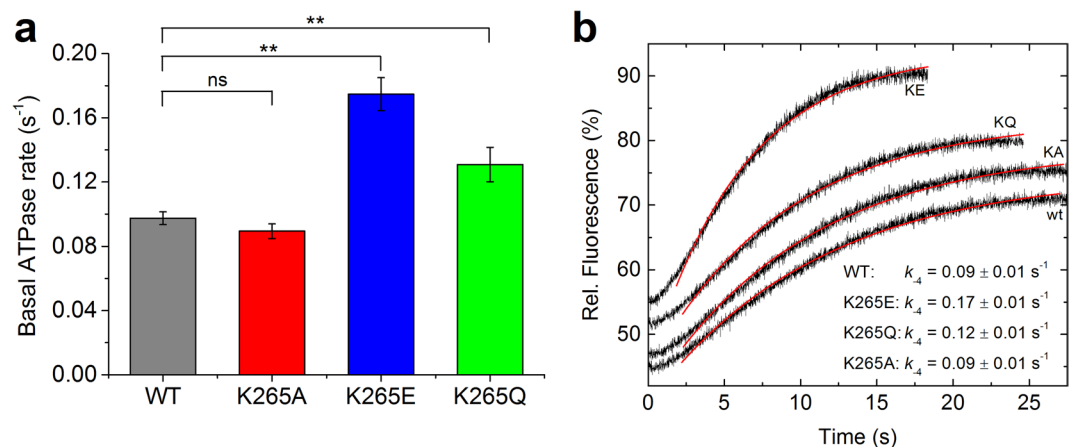 a
**
**
ns
Basal ATPase rate (s⁻¹)
0.20
0.16
0.12
0.08
0.04
0.00
WT K265A K265E K265Q
b
Rel. Fluorescence (%)
90
80
70
60
50
KE
KQ
KA
wt
WT: k₋₄ = 0.09 ± 0.01 s⁻¹
K265E: k₋₄ = 0.17 ± 0.01 s⁻¹
K265Q: k₋₄ = 0.12 ± 0.01 s⁻¹
K265A: k₋₄ = 0.09 ± 0.01 s⁻¹
0 5 10 15 20 25
Time (s)